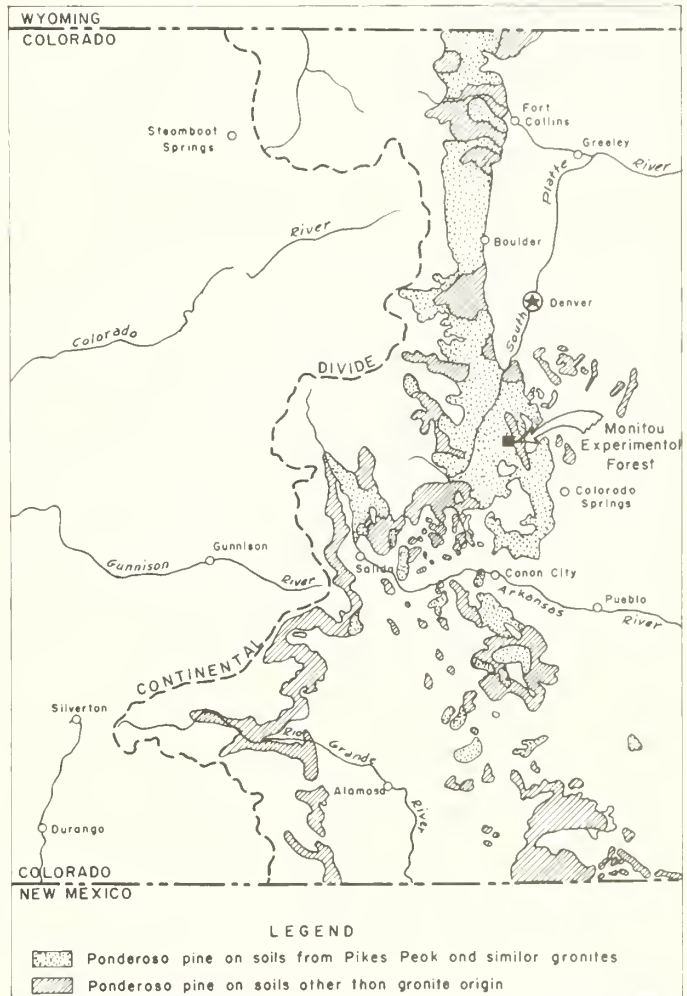 WYOMING
COLORADO
Steamboat
Springs
Fort
Collins
Greeley
River
Platte
River
Boulder
Colorado
South
Denver
DIVIDE
Manitou
Experimental
Forest
Colorado
Springs
Gunnison
Gunnison
River
Salida
Canon City
Arkansas
Pueblo
River
CONTINENTAL
Silverton
Rio
Grande
Alamosa
River
Durango
COLORADO
NEW MEXICO
LEGEND
Ponderosa pine on soils from Pikes Peak and similar granites
Ponderosa pine on soils other than granite origin